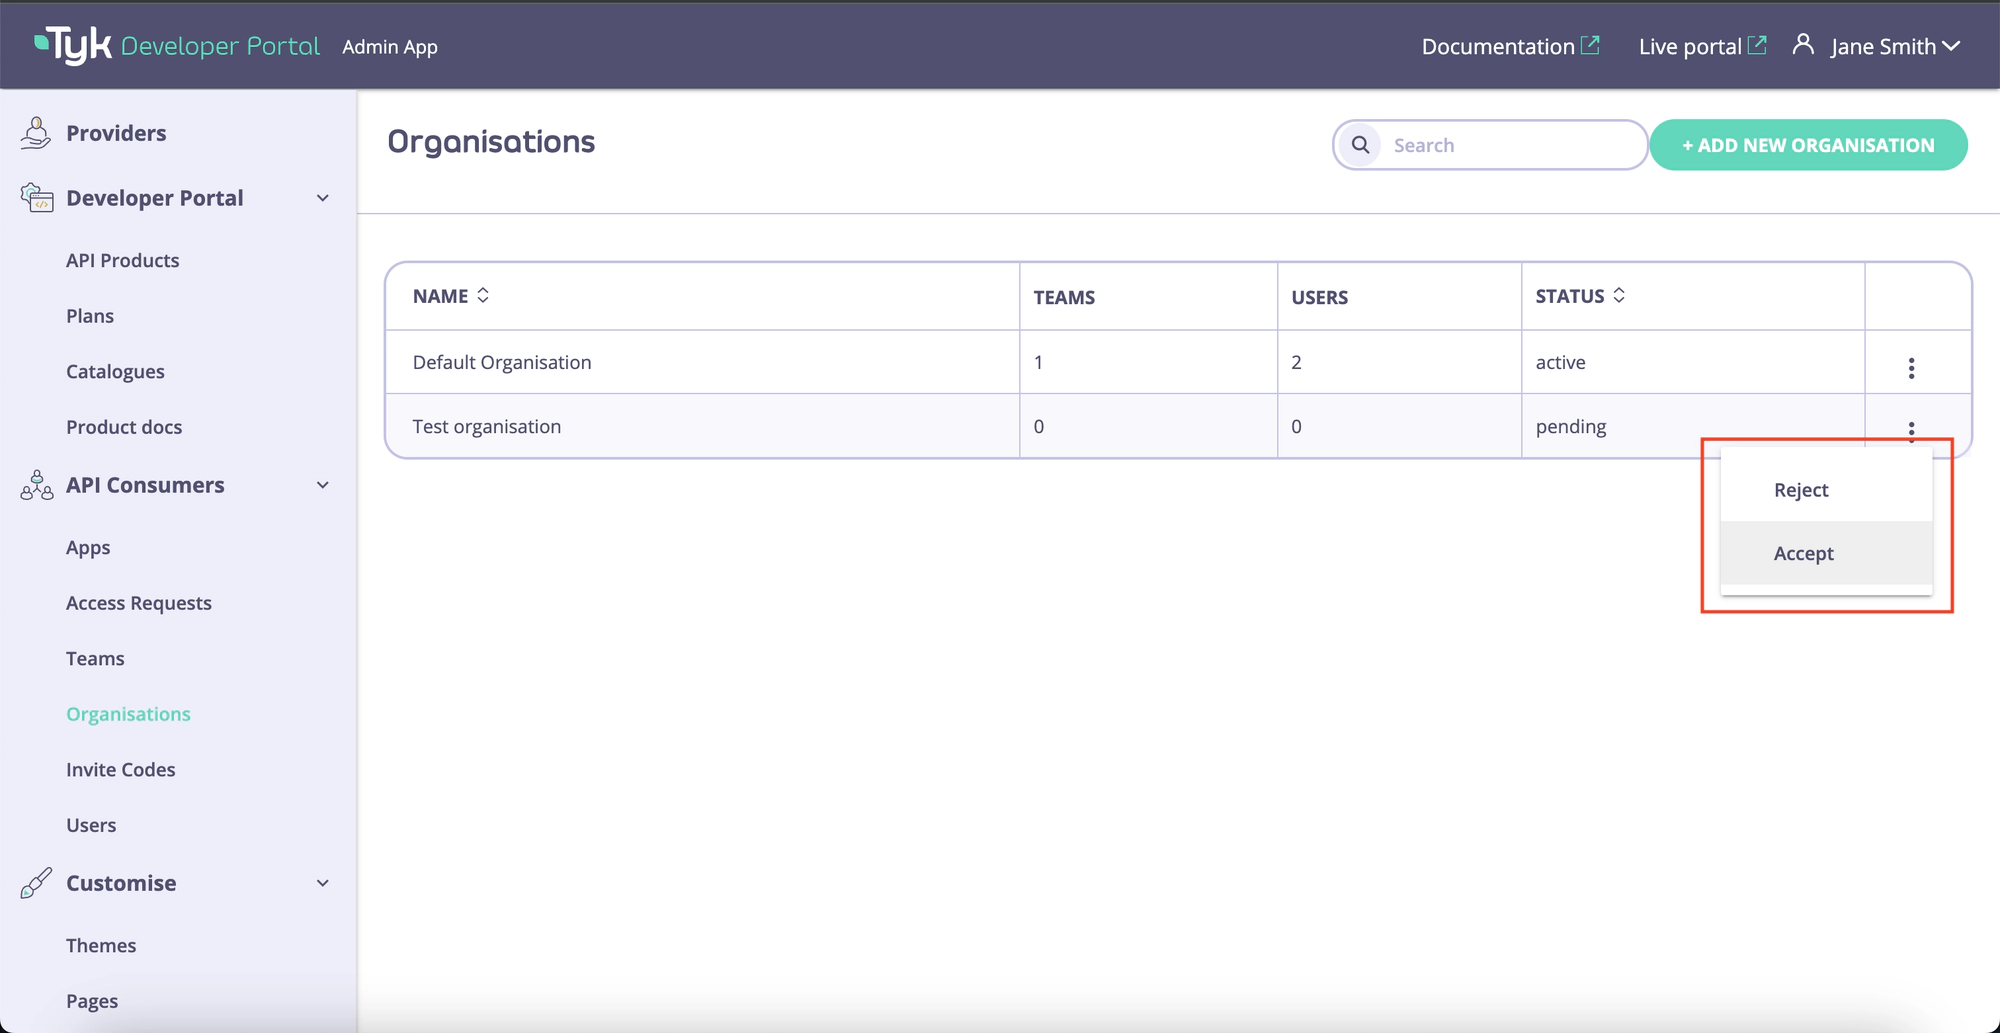 Tyk Developer Portal Admin App Documentation Live portal Jane Smith
Providers
Developer Portal
API Products
Plans
Catalogues
Product docs
API Consumers
Apps
Access Requests
Teams
Organisations
Invite Codes
Users
Customise
Themes
Pages
Organisations
Search
+ ADD NEW ORGANISATION
NAME TEAMS USERS STATUS
Default Organisation 1 2 active
Test organisation 0 0 pending
Reject
Accept